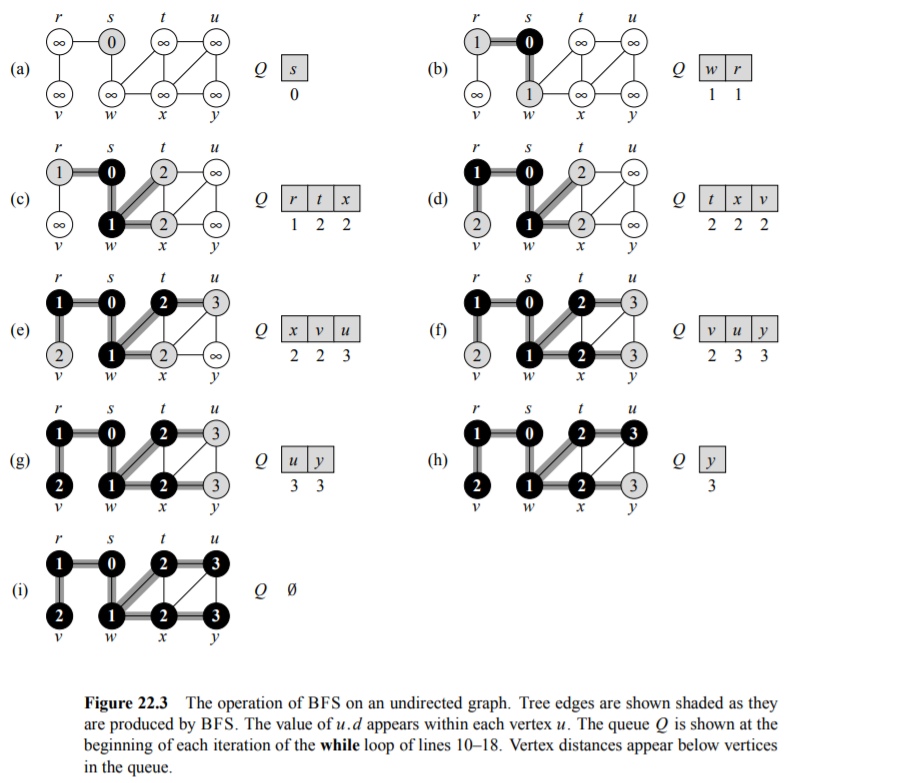 r s t u
∞ 0 ∞ ∞
(a) Q s
0
∞ ∞ ∞ ∞
v w x y
r s t u
1 0 ∞ ∞
(b) Q w r
1 1
∞ 1 ∞ ∞
v w x y
r s t u
1 0 2 ∞
(c) Q r t x
1 2 2
∞ 1 2 ∞
v w x y
r s t u
1 0 2 ∞
(d) Q t x v
2 2 2
2 1 2 ∞
v w x y
r s t u
1 0 2 3
(e) Q x v u
2 2 3
2 1 2 ∞
v w x y
r s t u
1 0 2 3
(f) Q v u y
2 3 3
2 1 2 3
v w x y
r s t u
1 0 2 3
(g) Q u y
3 3
2 1 2 3
v w x y
r s t u
1 0 2 3
(h) Q y
3
2 1 2 3
v w x y
r s t u
1 0 2 3
(i) Q ∅
2 1 2 3
v w x y
Figure 22.3 The operation of BFS on an undirected graph. Tree edges are shown shaded as they
are produced by BFS. The value of u.d appears within each vertex u. The queue Q is shown at the
beginning of each iteration of the while loop of lines 10–18. Vertex distances appear below vertices
in the queue.